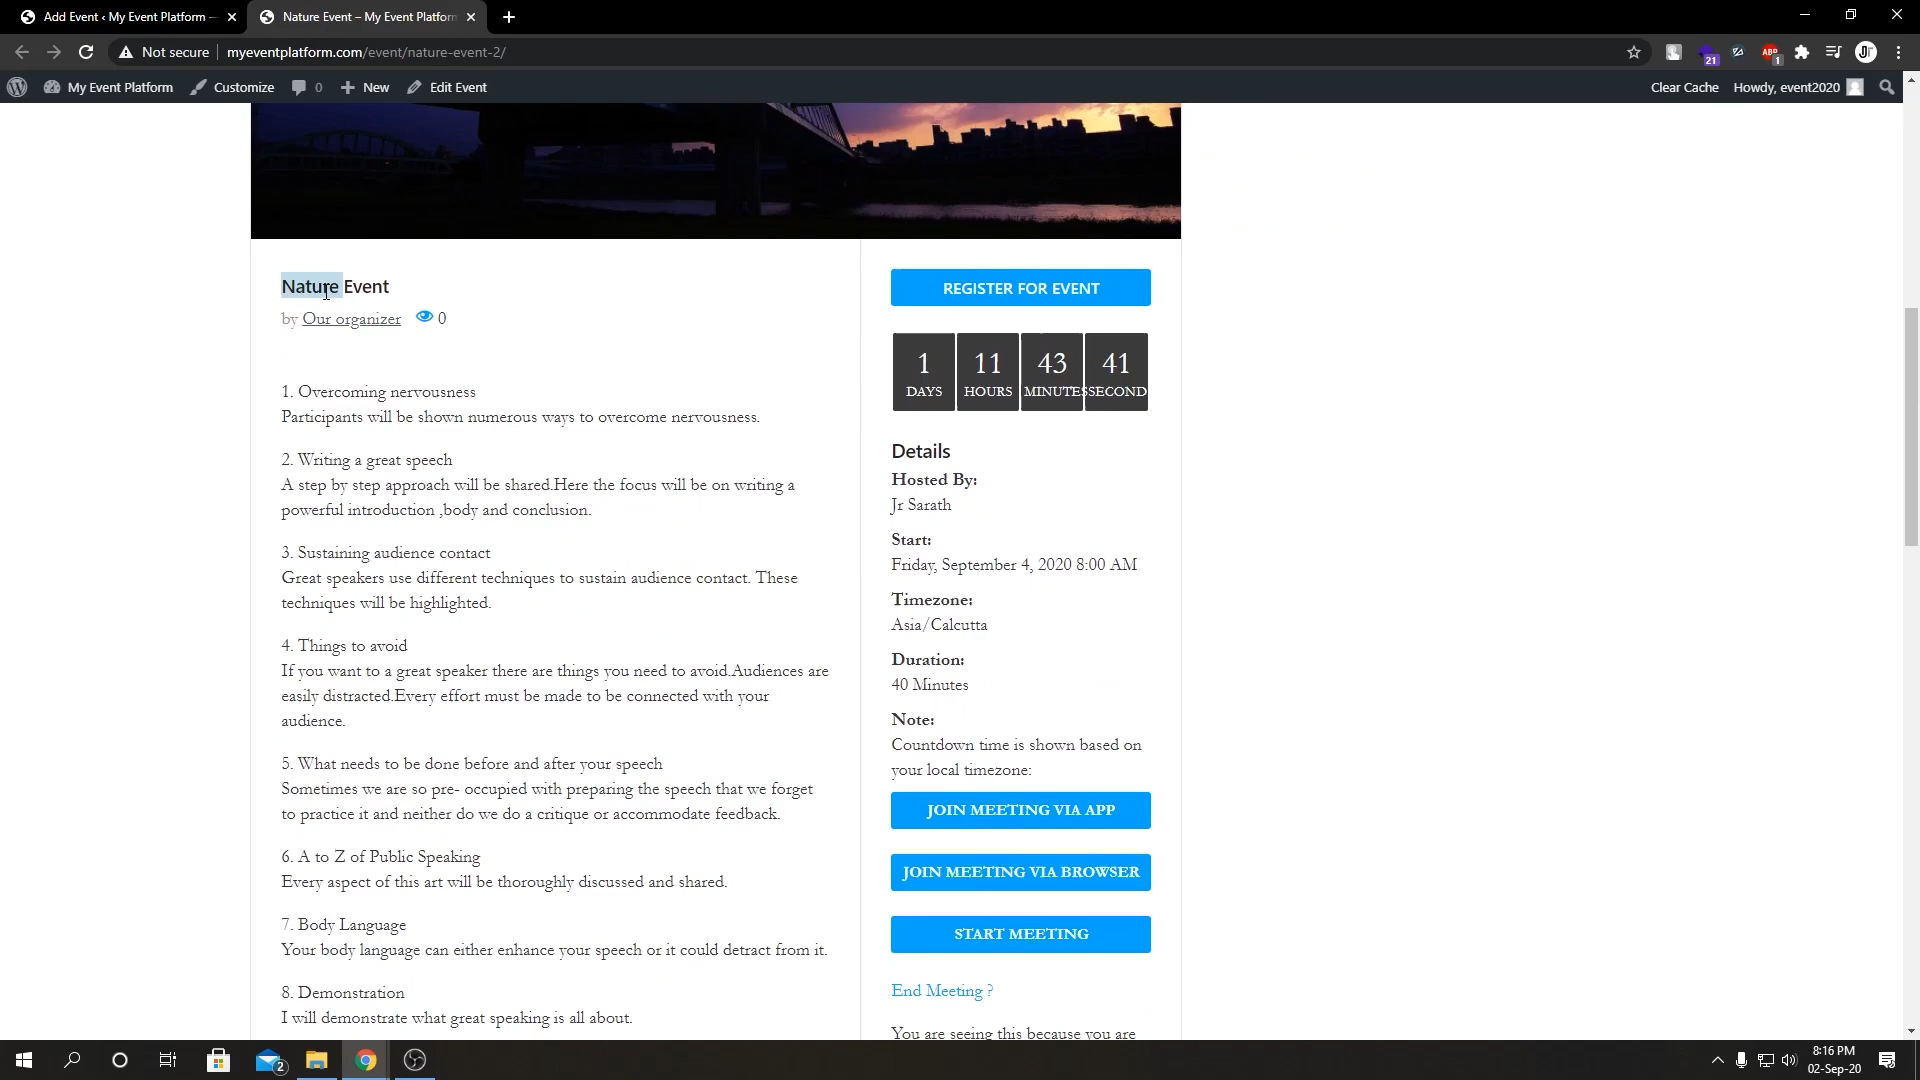 Add Event ‹ My Event Platform —
Nature Event – My Event Platform
Not secure
myeventplatform.com/event/nature-event-2/
21
ABP
1
JT
My Event Platform
Customize
0
New
Edit Event
Clear Cache
Howdy, event2020
Nature Event
by Our organizer
0
1. Overcoming nervousness
Participants will be shown numerous ways to overcome nervousness.
2. Writing a great speech
A step by step approach will be shared.Here the focus will be on writing a
powerful introduction ,body and conclusion.
3. Sustaining audience contact
Great speakers use different techniques to sustain audience contact. These
techniques will be highlighted.
4. Things to avoid
If you want to a great speaker there are things you need to avoid.Audiences are
easily distracted.Every effort must be made to be connected with your
audience.
5. What needs to be done before and after your speech
Sometimes we are so pre- occupied with preparing the speech that we forget
to practice it and neither do we do a critique or accommodate feedback.
6. A to Z of Public Speaking
Every aspect of this art will be thoroughly discussed and shared.
7. Body Language
Your body language can either enhance your speech or it could detract from it.
8. Demonstration
I will demonstrate what great speaking is all about.
REGISTER FOR EVENT
1 11 43 41
DAYS HOURS MINUTES SECOND
Details
Hosted By:
Jr Sarath
Start:
Friday, September 4, 2020 8:00 AM
Timezone:
Asia/Calcutta
Duration:
40 Minutes
Note:
Countdown time is shown based on
your local timezone:
JOIN MEETING VIA APP
JOIN MEETING VIA BROWSER
START MEETING
End Meeting ?
You are seeing this because you are
2
8:16 PM
02-Sep-20